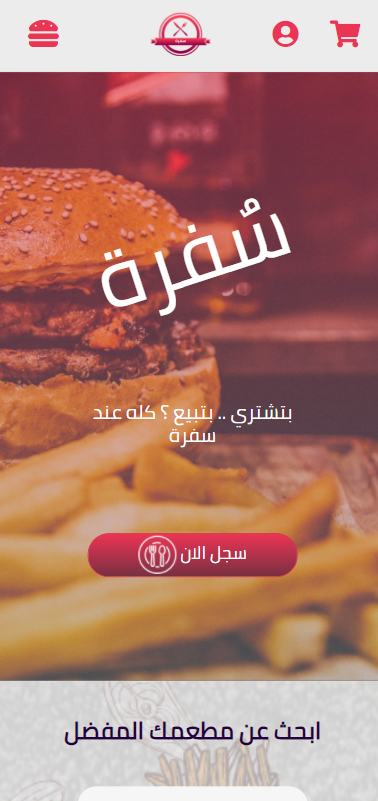 سُفرة
بتشتري .. بتبيع ؟ كله عند
سفرة
سجل الان
ابحث عن مطعمك المفضل